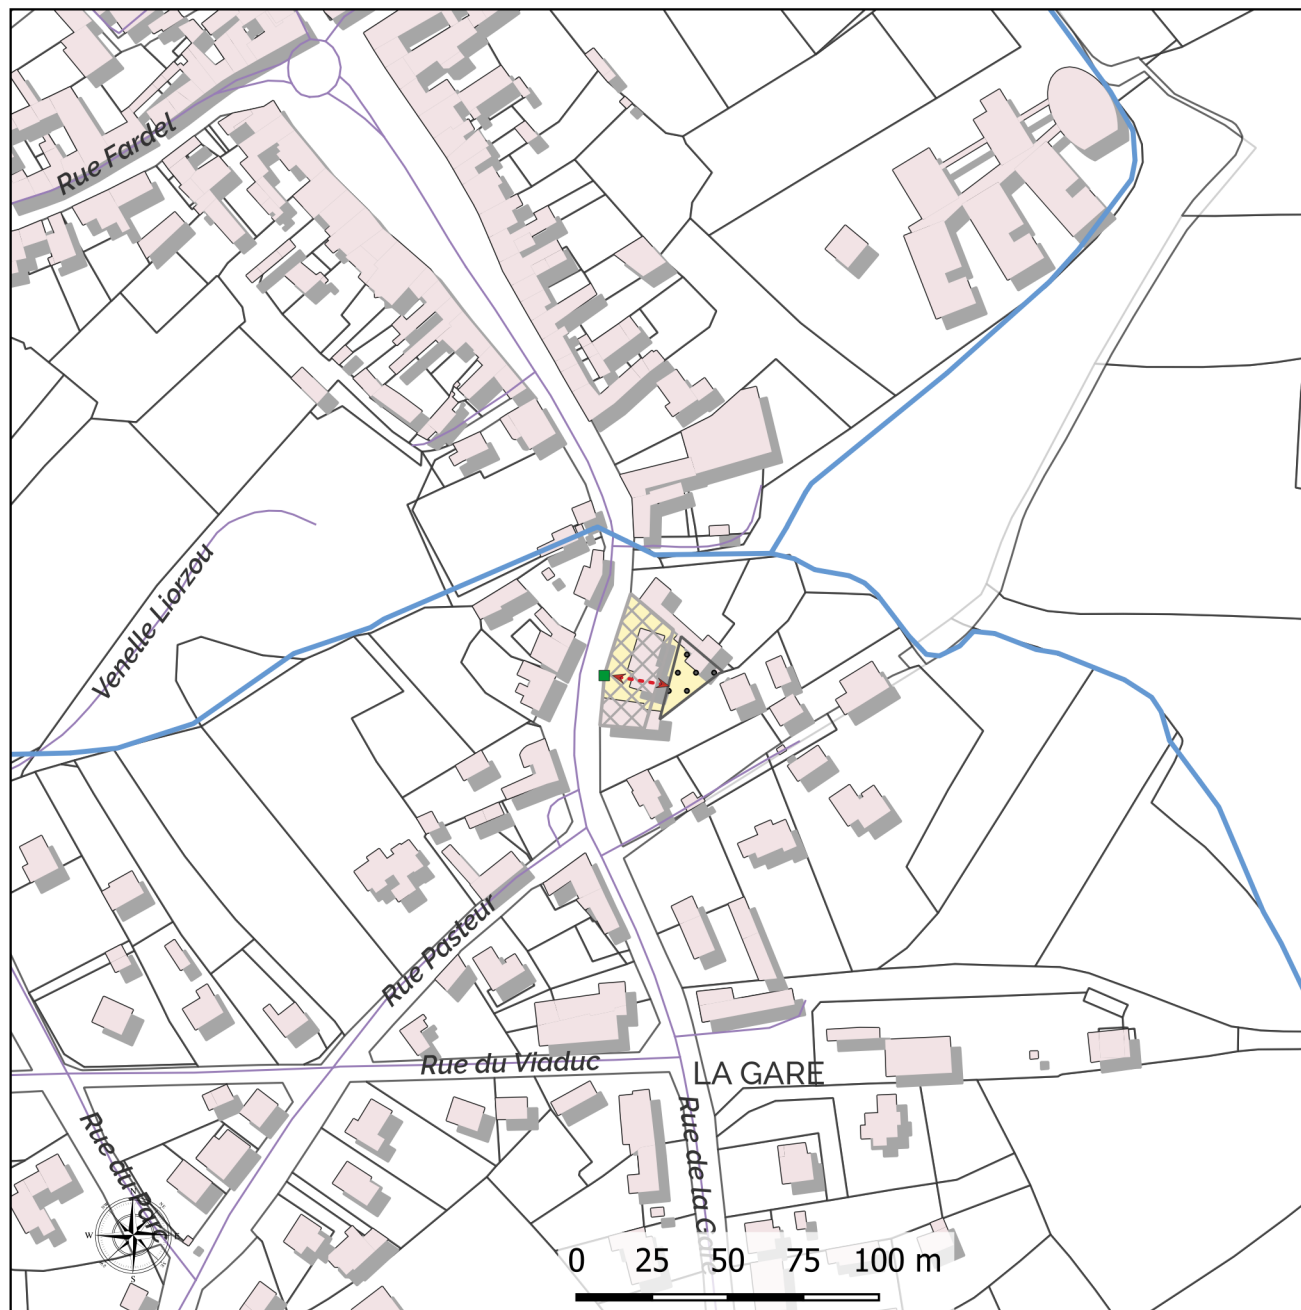 Rue Fardel
Venelle Liorzou
Rue Pasteur
Rue du Viaduc
LA GARE
Rue du Parc
Rue de la Gare
W
S
0 25 50 75 100 m